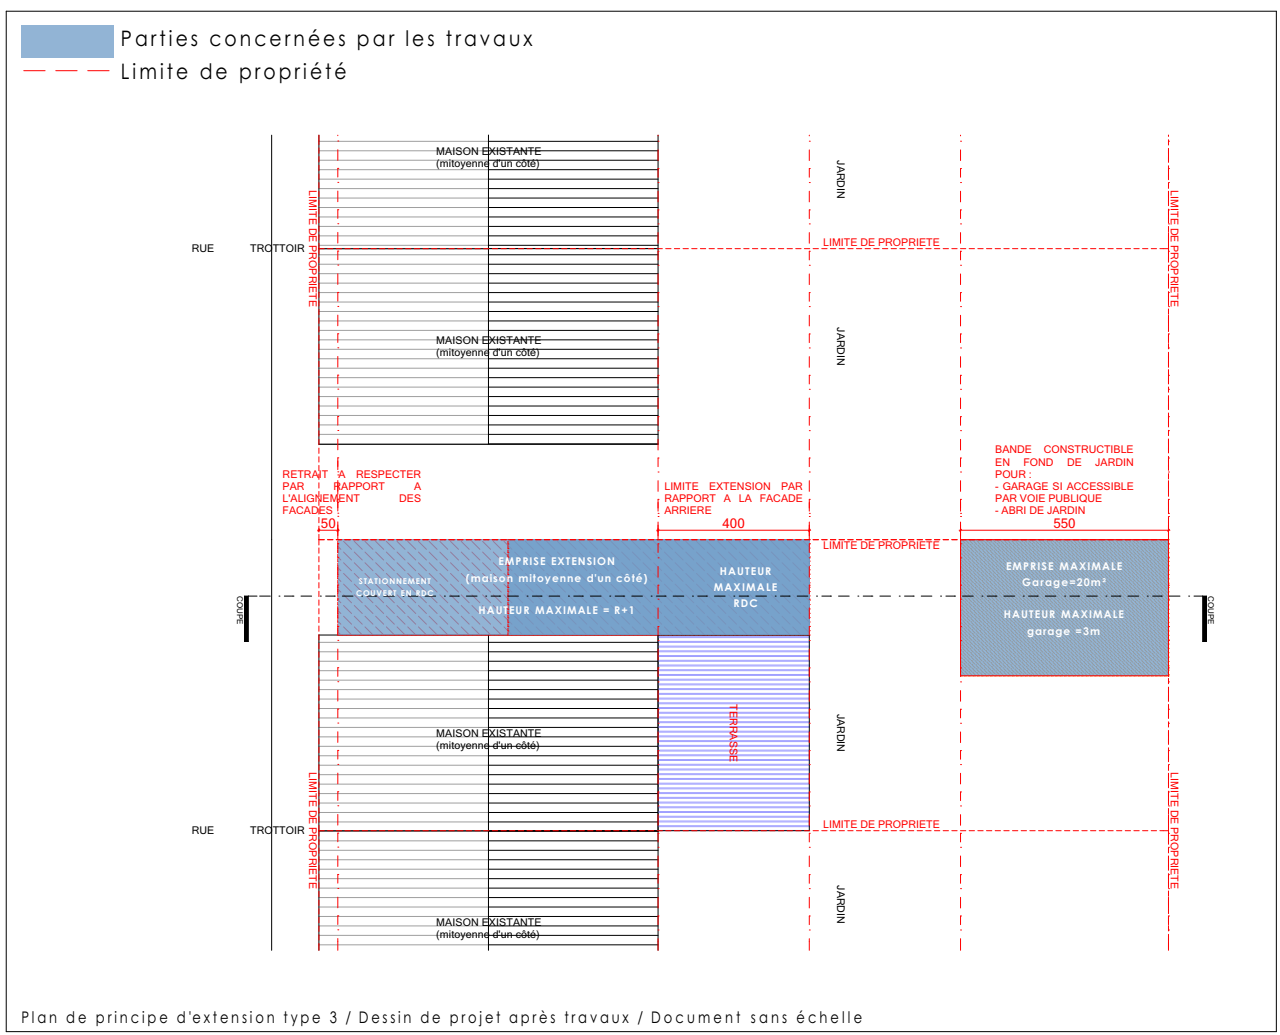 Parties concernées par les travaux
Limite de propriété
MAISON EXISTANTE
(mitoyenne d'un côté)
JARDIN
LIMITE DE PROPRIETE
LIMITE DE PROPRIETE
RUE
TROTTOIR
LIMITE DE PROPRIETE
MAISON EXISTANTE
(mitoyenne d'un côté)
JARDIN
RETRAIT A RESPECTER
PAR RAPPORT A
L'ALIGNEMENT DES
FACADES
50
LIMITE EXTENSION PAR
RAPPORT A LA FACADE
ARRIERE
400
BANDE CONSTRUCTIBLE
EN FOND DE JARDIN
POUR :
- GARAGE SI ACCESSIBLE
PAR VOIE PUBLIQUE
- ABRI DE JARDIN
550
LIMITE DE PROPRIETE
STATIONNEMENT
COUVERT EN RDC
EMPRISE EXTENSION
(maison mitoyenne d'un côté)
HAUTEUR MAXIMALE = R+1
HAUTEUR
MAXIMALE
RDC
EMPRISE MAXIMALE
Garage=20m²
HAUTEUR MAXIMALE
garage =3m
COUPE
COUPE
TERRASSE
MAISON EXISTANTE
(mitoyenne d'un côté)
JARDIN
LIMITE DE PROPRIETE
LIMITE DE PROPRIETE
RUE
TROTTOIR
LIMITE DE PROPRIETE
MAISON EXISTANTE
(mitoyenne d'un côté)
JARDIN
Plan de principe d'extension type 3 / Dessin de projet après travaux / Document sans échelle